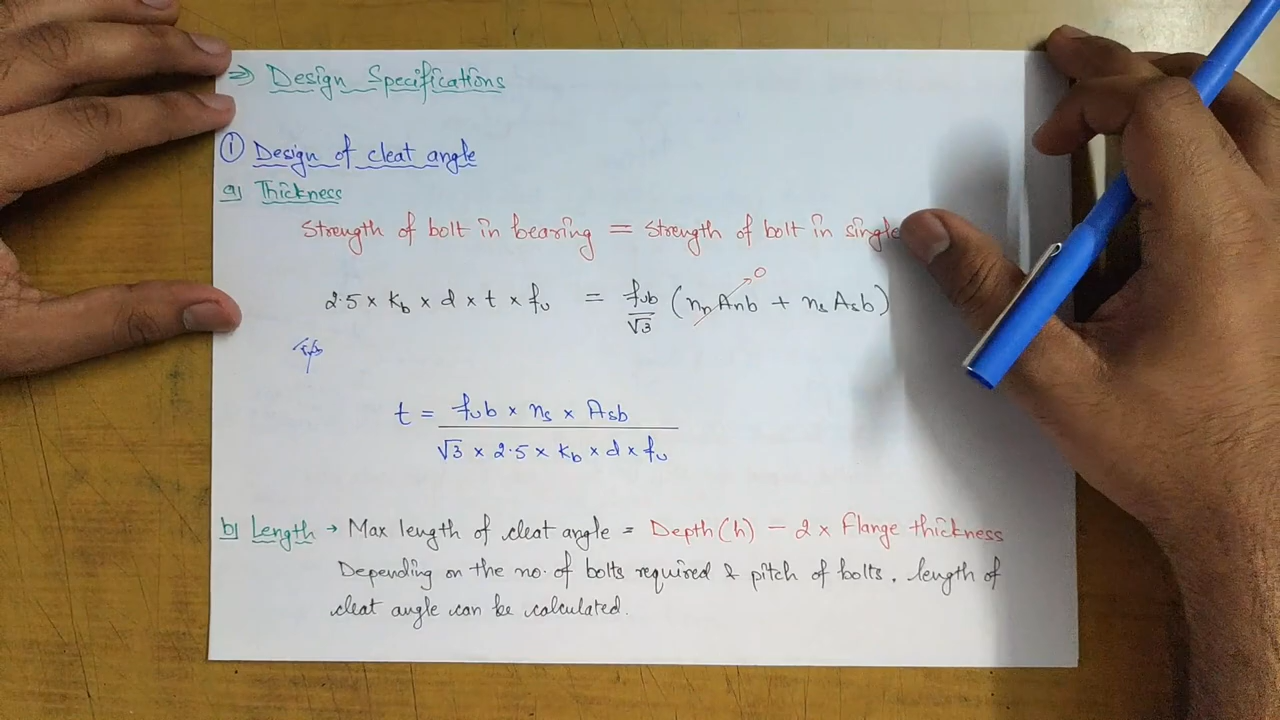 ⇒ Design Specifications
① Design of cleat angle
a) Thickness
Strength of bolt in bearing = Strength of bolt in single
2.5 × Kb × d × t × fu = fub/√3 (nn Anb + ns Asb)
0
t = fub × ns × Asb
√3 × 2.5 × Kb × d × fu
b) Length → Max length of cleat angle = Depth (h) – 2 × Flange thickness
Depending on the no. of bolts required & pitch of bolts, length of
cleat angle can be calculated.